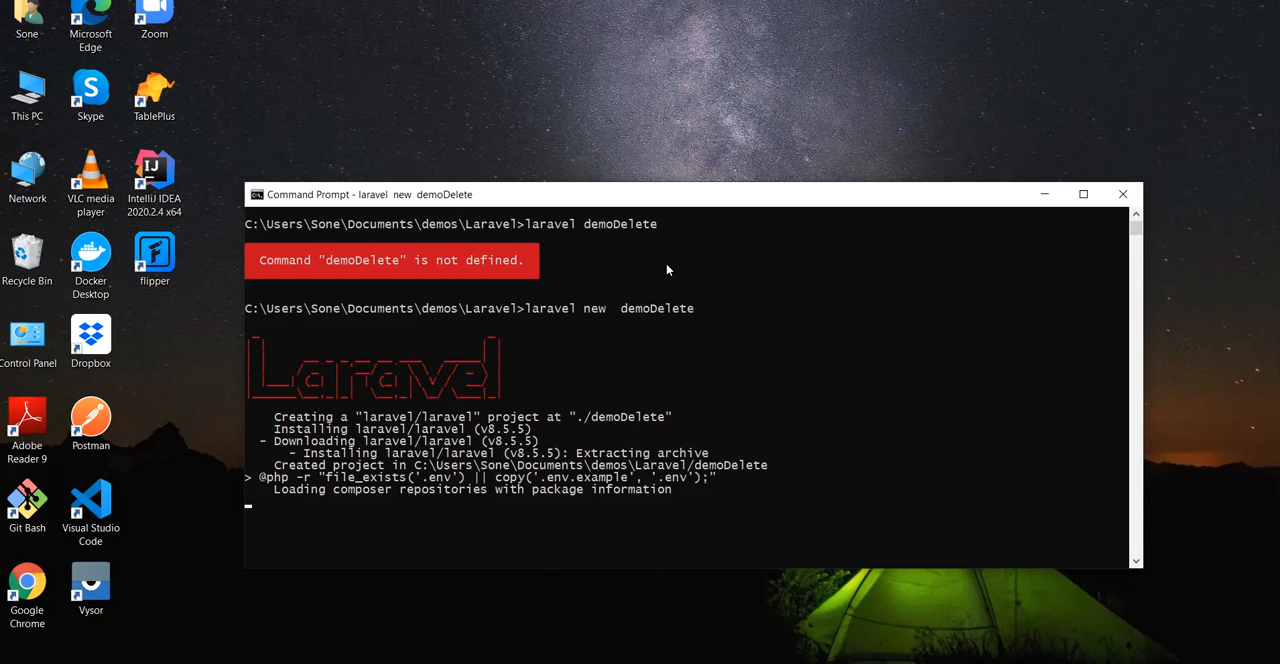 Sone
Microsoft
Edge
Zoom
This PC
Skype
TablePlus
Network
VLC media
player
IntelliJ IDEA
2020.2.4 x64
IJ
Recycle Bin
Docker
Desktop
flipper
Control Panel
Dropbox
Adobe
Reader 9
Postman
Git Bash
Visual Studio
Code
Google
Chrome
Vysor
Command Prompt - laravel  new  demoDelete
C:\Users\Sone\Documents\demos\Laravel>laravel demoDelete
Command "demoDelete" is not defined.
C:\Users\Sone\Documents\demos\Laravel>laravel new  demoDelete
Laravel
Creating a "laravel/laravel" project at "./demoDelete"
Installing laravel/laravel (v8.5.5)
- Downloading laravel/laravel (v8.5.5)
- Installing laravel/laravel (v8.5.5): Extracting archive
Created project in C:\Users\Sone\Documents\demos\Laravel/demoDelete
> @php -r "file_exists('.env') || copy('.env.example', '.env');"
Loading composer repositories with package information